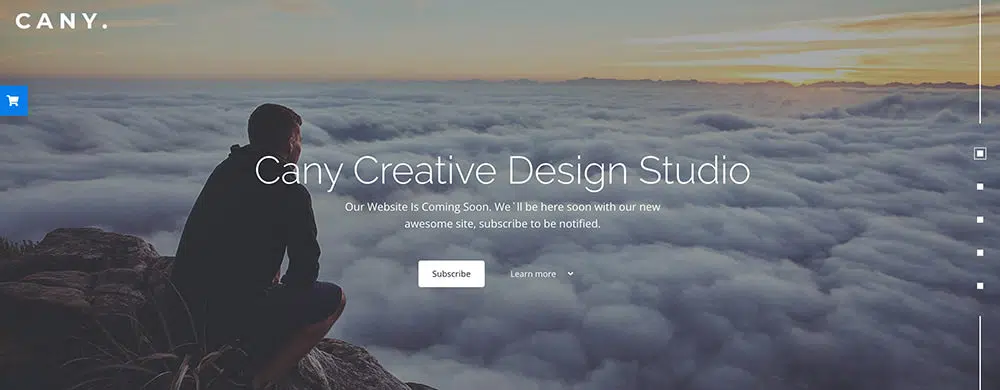 CANY.
Cany Creative Design Studio
Our Website Is Coming Soon. We`ll be here soon with our new
awesome site, subscribe to be notified.
Subscribe
Learn more